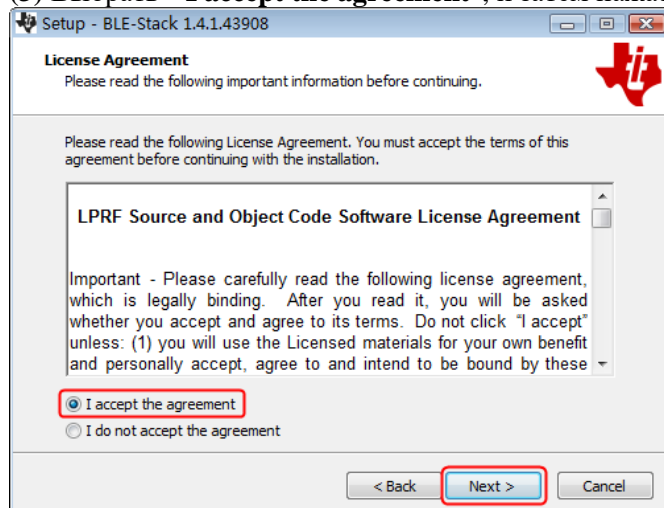 I accept the agreement
Setup - BLE-Stack 1.4.1.43908
License Agreement
Please read the following important information before continuing.
Please read the following License Agreement. You must accept the terms of this
agreement before continuing with the installation.
LPRF Source and Object Code Software License Agreement
Important - Please carefully read the following license agreement,
which is legally binding. After you read it, you will be asked
whether you accept and agree to its terms. Do not click "I accept"
unless: (1) you will use the Licensed materials for your own benefit
and personally accept, agree to and intend to be bound by these
I accept the agreement
I do not accept the agreement
< Back Next > Cancel